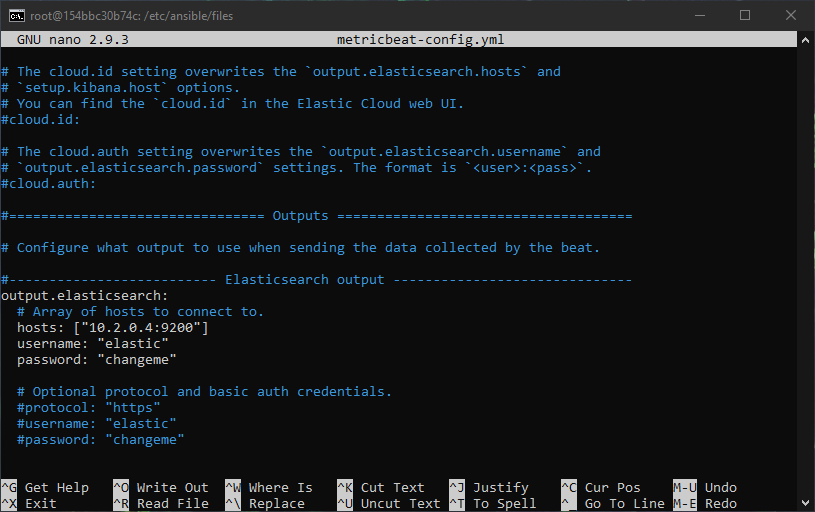 root@154bbc30b74c: /etc/ansible/files
GNU nano 2.9.3 metricbeat-config.yml
# The cloud.id setting overwrites the `output.elasticsearch.hosts` and
# `setup.kibana.host` options.
# You can find the `cloud.id` in the Elastic Cloud web UI.
#cloud.id:
# The cloud.auth setting overwrites the `output.elasticsearch.username` and
# `output.elasticsearch.password` settings. The format is `<user>:<pass>`.
#cloud.auth:
#================================ Outputs =====================================
# Configure what output to use when sending the data collected by the beat.
#-------------------------- Elasticsearch output ------------------------------
output.elasticsearch:
# Array of hosts to connect to.
hosts: ["10.2.0.4:9200"]
username: "elastic"
password: "changeme"
# Optional protocol and basic auth credentials.
#protocol: "https"
#username: "elastic"
#password: "changeme"
^G Get Help ^O Write Out ^W Where Is ^K Cut Text ^J Justify ^C Cur Pos M-U Undo
^X Exit ^R Read File ^\ Replace ^U Uncut Text ^T To Spell ^_ Go To Line M-E Redo